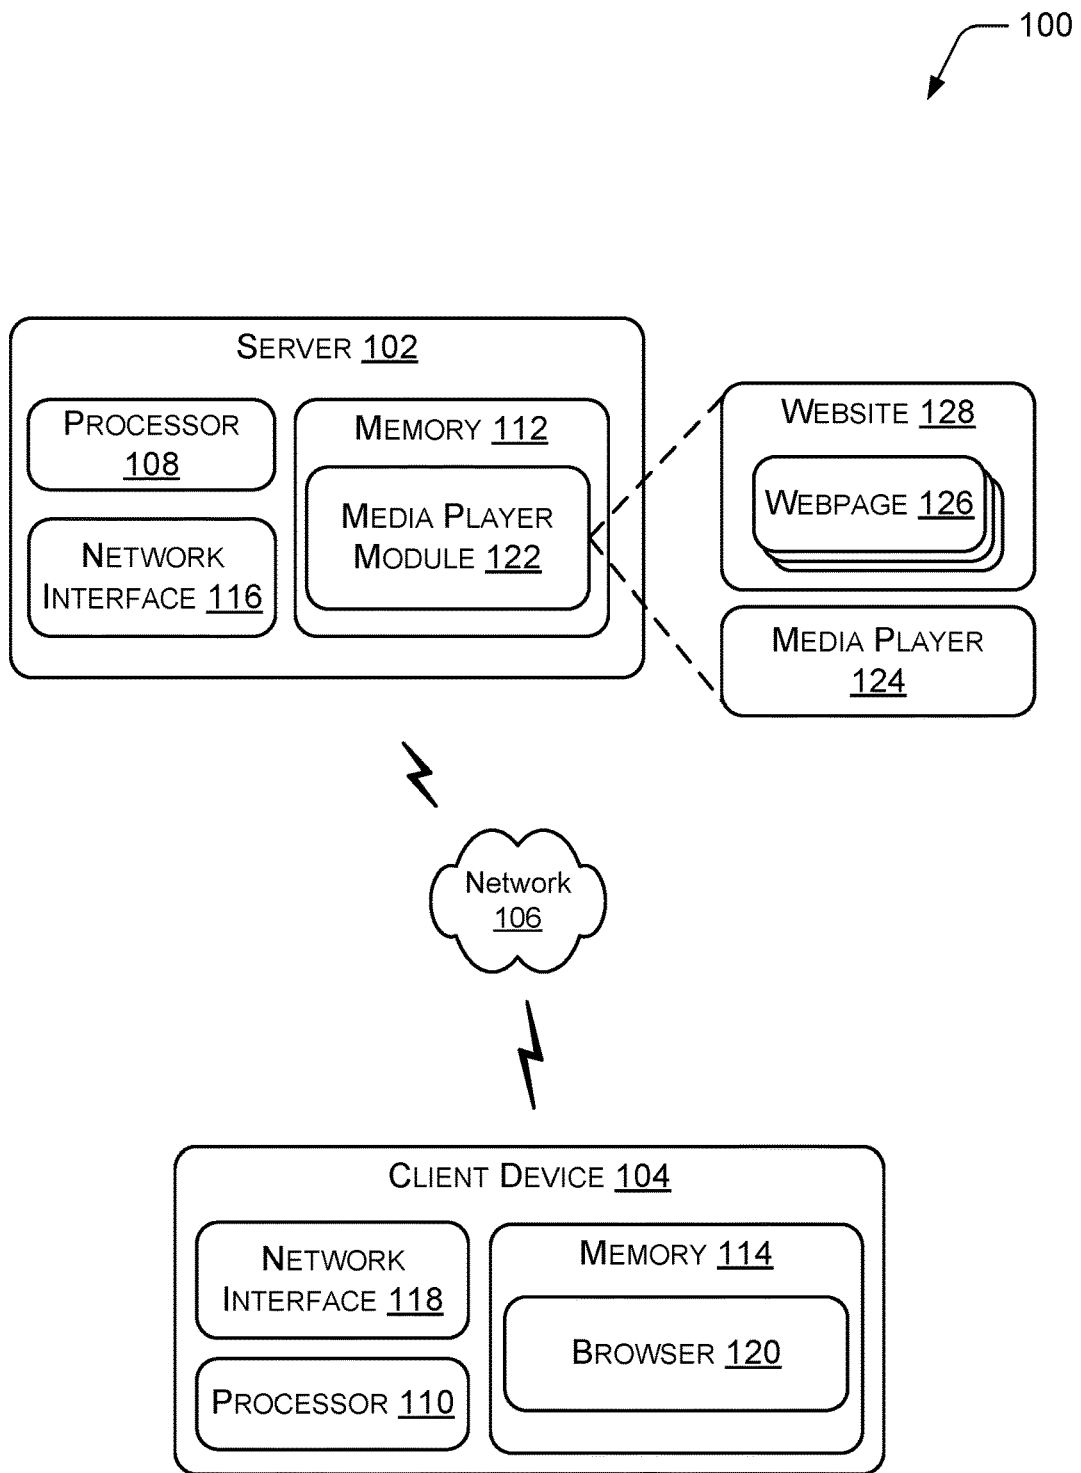 100
SERVER 102
PROCESSOR
108
NETWORK
INTERFACE 116
MEMORY 112
MEDIA PLAYER
MODULE 122
WEBSITE 128
WEBPAGE 126
MEDIA PLAYER
124
Network
106
CLIENT DEVICE 104
NETWORK
INTERFACE 118
PROCESSOR 110
MEMORY 114
BROWSER 120